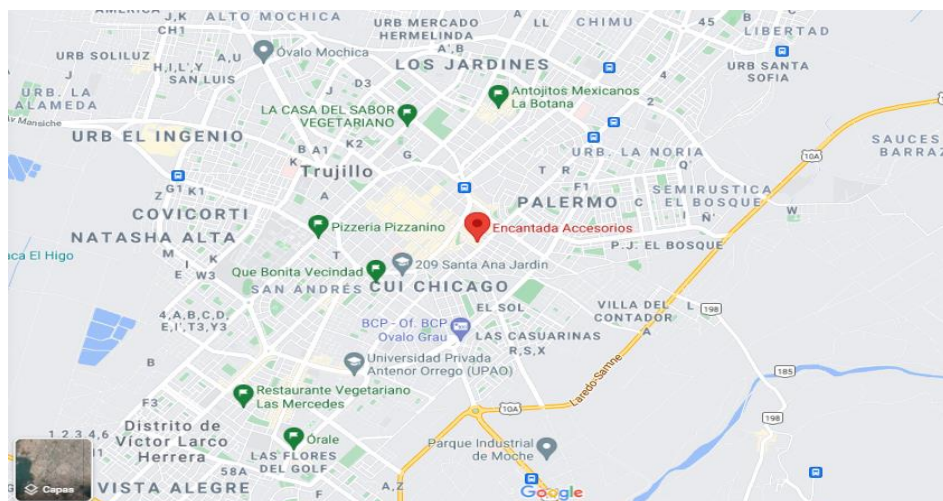 AMERICA
J,K
CH1
ALTO MOCHICA
URB MERCADO
HERMELINDA
LL
CHIMU
45
B
LIBERTAD
URB SOLILUZ
A,U
Óvalo Mochica
A',B
H,I,L',Y
SAN LUIS
J
D3
J
LOS JARDINES
4
URB SANTA
SOFIA
URB. LA
ALAMEDA
J
Antojitos Mexicanos
La Botana
2
LA CASA DEL SABOR
VEGETARIANO
Av Mansiche
URB EL INGENIO
K2
B
A1
G
10A
SAUCES
BARRAZ
Trujillo
T
R
URB. LA NORIA
Q'
Z
G1
K1
A
F1
SEMIRUSTICA
EL BOSQUE
C
I
Ñ'
W
PALERMO
COVICORTI
NATASHA ALTA
Pizzeria Pizzanino
Encantada Accesorios
P.J. EL BOSQUE
aca El Higo
M
I
K
E
W3
T
209 Santa Ana Jardin
Que Bonita Vecindad
SAN ANDRÉS
CUI CHICAGO
EL SOL
VILLA DEL
CONTADOR
L
198
A
4,A,B,C,D,
E,I',T3,Y3
BCP - Of. BCP
Ovalo Grau
LAS CASUARINAS
R,S,X
B
Universidad Privada
Antenor Orrego (UPAO)
185
Restaurante Vegetariano
Las Mercedes
Laredo-Samne
F3
10A
198
1 2 3,4,6
Distrito de
Víctor Larco
Herrera
Órale
LAS FLORES
DEL GOLF
Parque Industrial
de Moche
11
58A
A,Z
Capas
VISTA ALEGRE
Google